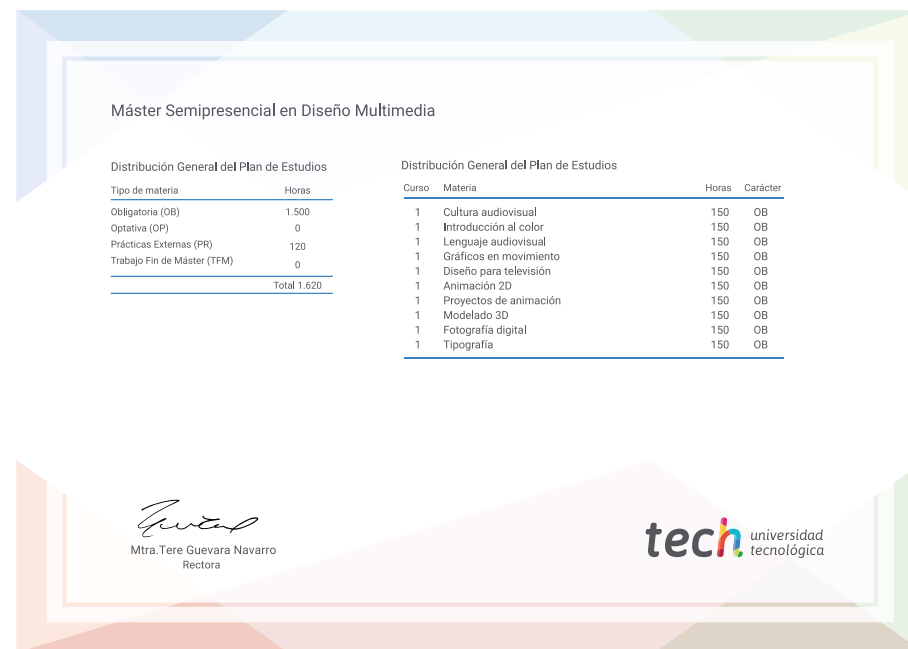 Máster Semipresencial en Diseño Multimedia
Distribución General del Plan de Estudios
Tipo de materia Horas
Obligatoria (OB) 1.500
Optativa (OP) 0
Prácticas Externas (PR) 120
Trabajo Fin de Máster (TFM) 0
Total 1.620
Distribución General del Plan de Estudios
Curso Materia Horas Carácter
1 Cultura audiovisual 150 OB
1 Introducción al color 150 OB
1 Lenguaje audiovisual 150 OB
1 Gráficos en movimiento 150 OB
1 Diseño para televisión 150 OB
1 Animación 2D 150 OB
1 Proyectos de animación 150 OB
1 Modelado 3D 150 OB
1 Fotografía digital 150 OB
1 Tipografía 150 OB
Mtra.Tere Guevara Navarro
Rectora
tech universidad
tecnológica